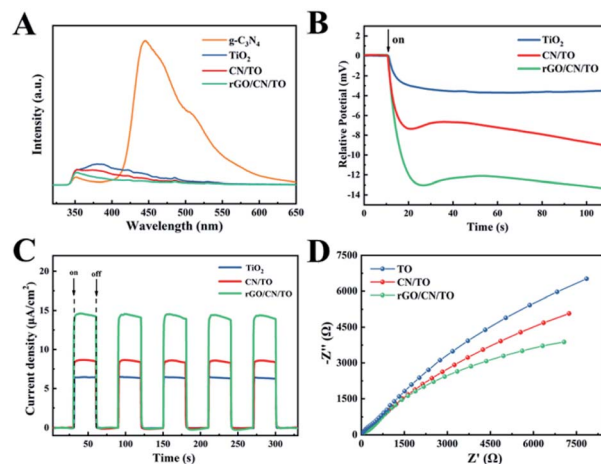 A
g-C₃N₄
TiO₂
CN/TO
rGO/CN/TO
Intensity (a.u.)
350 400 450 500 550 600 650
Wavelength (nm)
B
on
TiO₂
CN/TO
rGO/CN/TO
Relative Potetial (mV)
2
0
-2
-4
-6
-8
-10
-12
-14
0 20 40 60 80 100
Time (s)
C
on off
TiO₂
CN/TO
rGO/CN/TO
Current density (μA/cm²)
25
20
15
10
5
0
50 100 150 200 250 300
Time (s)
D
TO
CN/TO
rGO/CN/TO
-Z'' (Ω)
7500
6000
4500
3000
1500
0
0 1500 3000 4500 6000 7500
Z' (Ω)